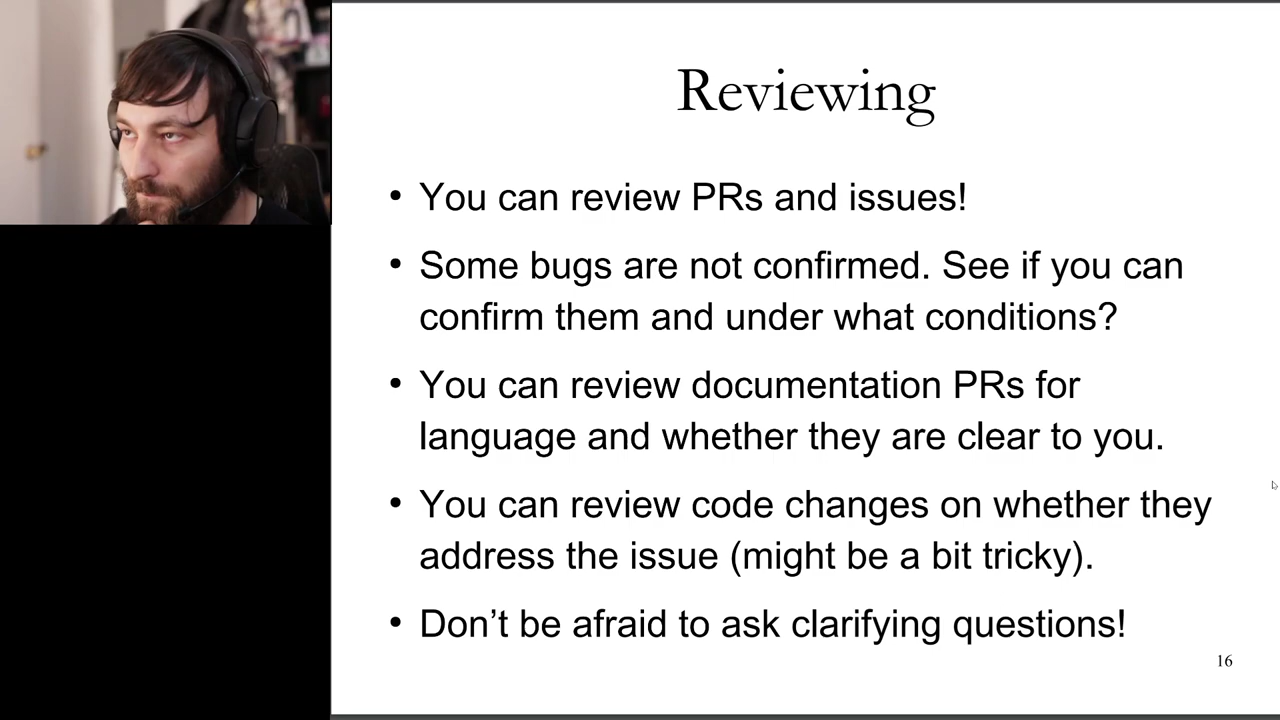 Reviewing
• You can review PRs and issues!
• Some bugs are not confirmed. See if you can
confirm them and under what conditions?
• You can review documentation PRs for
language and whether they are clear to you.
• You can review code changes on whether they
address the issue (might be a bit tricky).
• Don’t be afraid to ask clarifying questions!
16